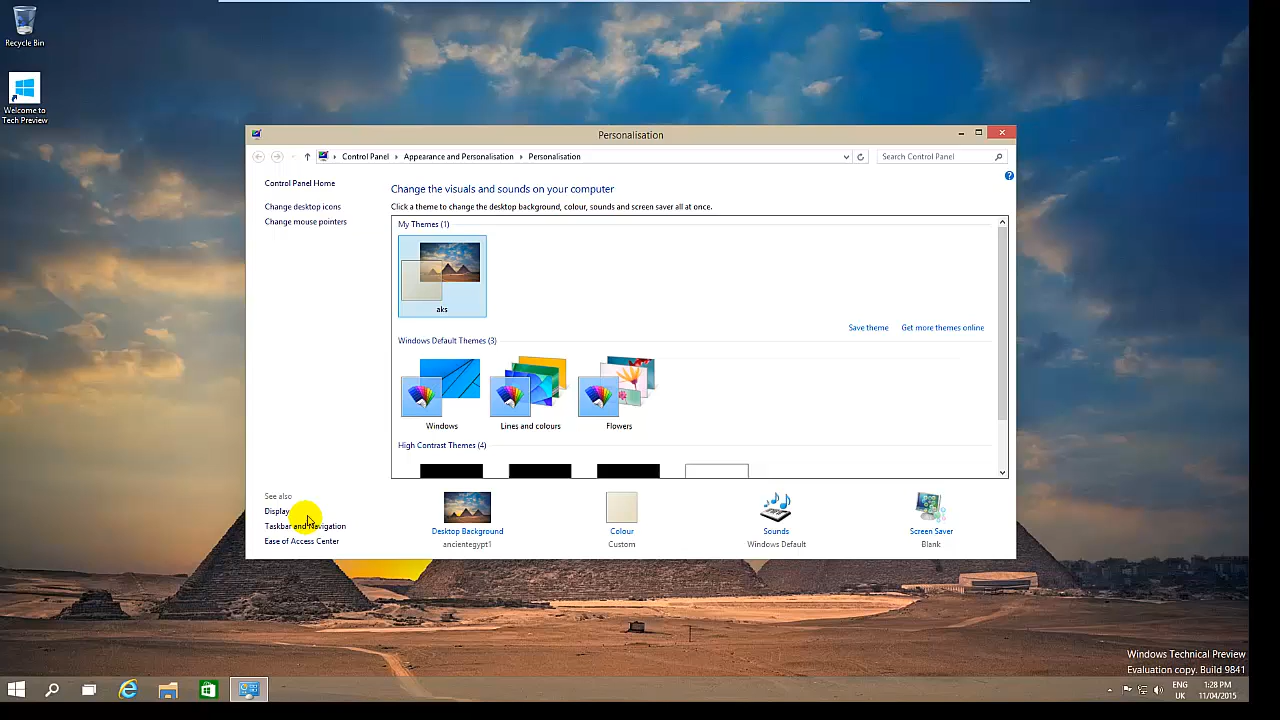 Recycle Bin
Welcome to
Tech Preview
Personalisation
Control Panel
Appearance and Personalisation
Personalisation
Search Control Panel
Control Panel Home
Change desktop icons
Change mouse pointers
Change the visuals and sounds on your computer
Click a theme to change the desktop background, colour, sounds and screen saver all at once.
My Themes (1)
aks
Save theme
Get more themes online
Windows Default Themes (3)
Windows
Lines and colours
Flowers
High Contrast Themes (4)
See also
Display
Taskbar and Navigation
Ease of Access Center
Desktop Background
ancientegypt1
Colour
Custom
Sounds
Windows Default
Screen Saver
Blank
Windows Technical Preview
Evaluation copy. Build 9841
ENG
UK
1:28 PM
11/04/2015